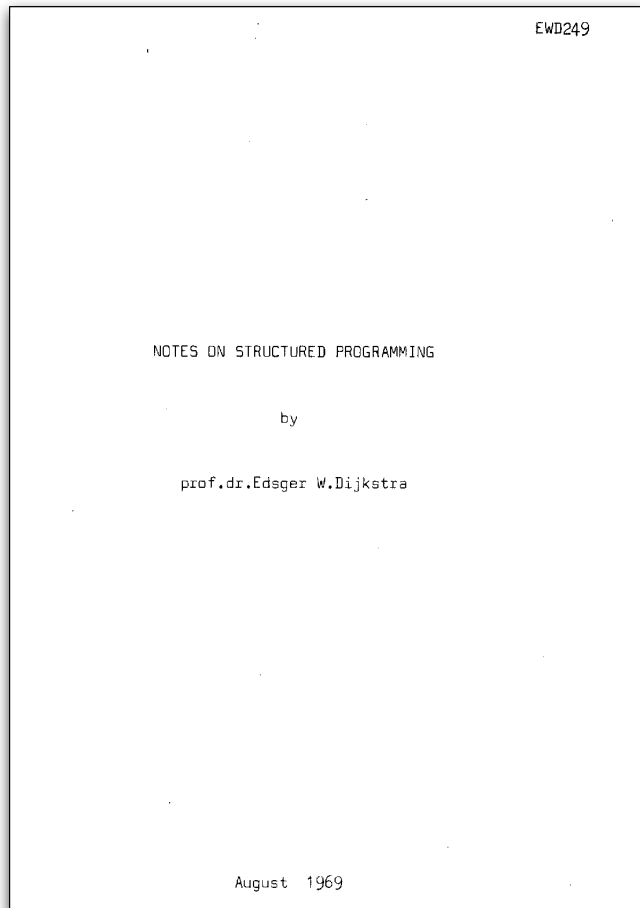 EWD249
NOTES ON STRUCTURED PROGRAMMING
by
prof.dr.Edsger W.Dijkstra
August 1969